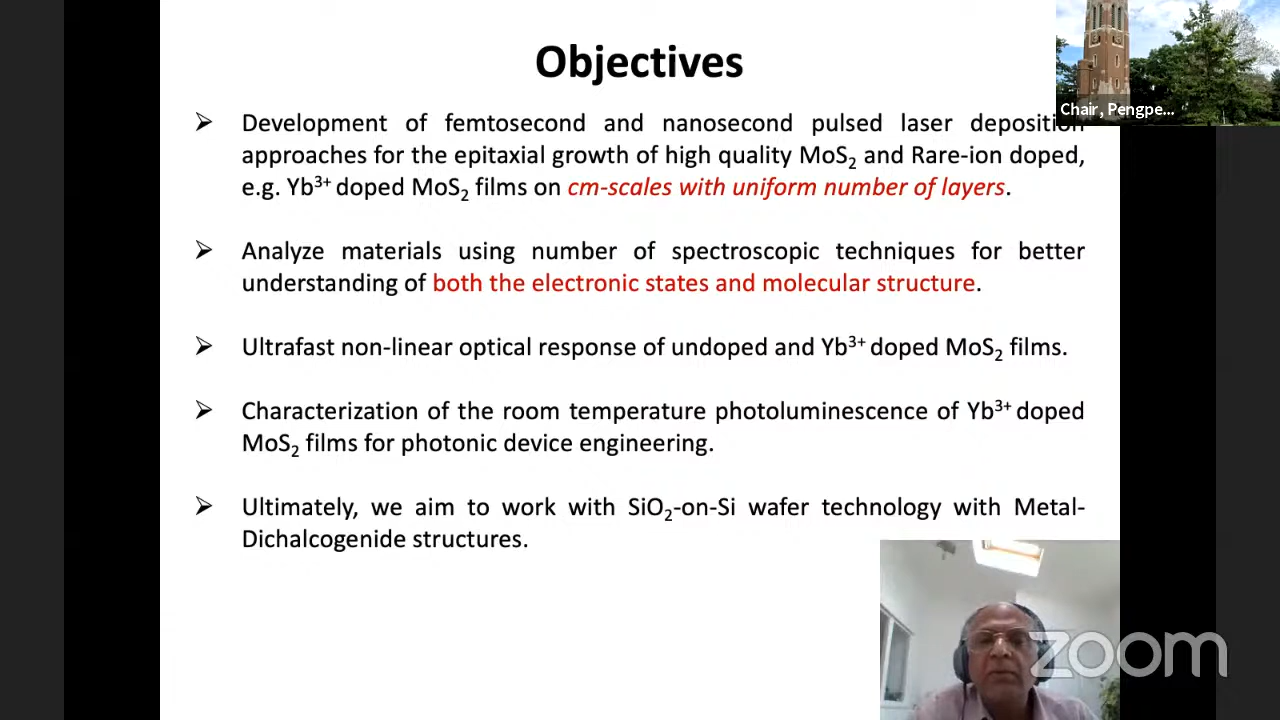 Objectives
Chair, Pengpe...
➢ Development of femtosecond and nanosecond pulsed laser deposition
approaches for the epitaxial growth of high quality MoS₂ and Rare-ion doped,
e.g. Yb³⁺ doped MoS₂ films on cm-scales with uniform number of layers.
➢ Analyze materials using number of spectroscopic techniques for better
understanding of both the electronic states and molecular structure.
➢ Ultrafast non-linear optical response of undoped and Yb³⁺ doped MoS₂ films.
➢ Characterization of the room temperature photoluminescence of Yb³⁺ doped
MoS₂ films for photonic device engineering.
➢ Ultimately, we aim to work with SiO₂-on-Si wafer technology with Metal-
Dichalcogenide structures.
zoom